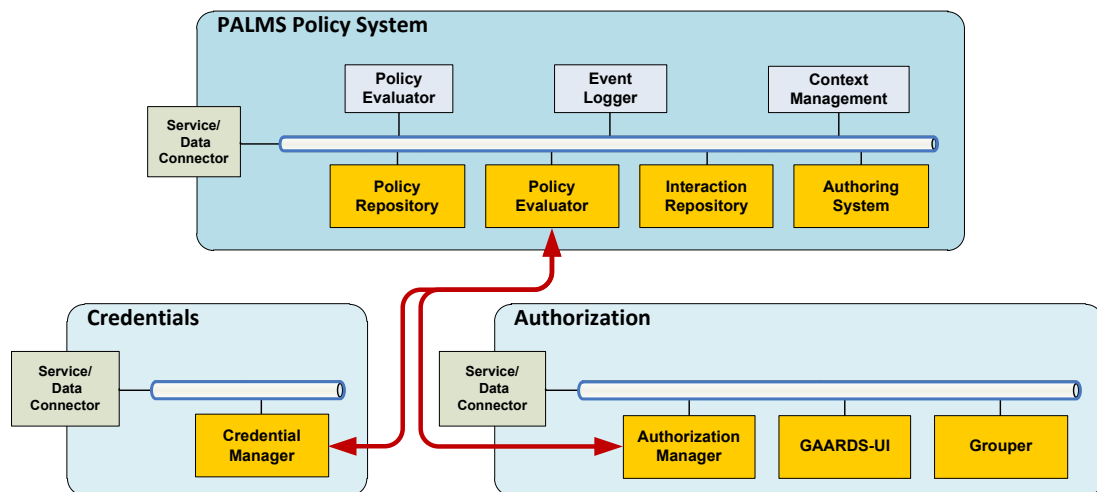 PALMS Policy System
Policy
Evaluator
Event
Logger
Context
Management
Service/
Data
Connector
Policy
Repository
Policy
Evaluator
Interaction
Repository
Authoring
System
Credentials
Service/
Data
Connector
Credential
Manager
Authorization
Service/
Data
Connector
Authorization
Manager
GAARDS-UI
Grouper